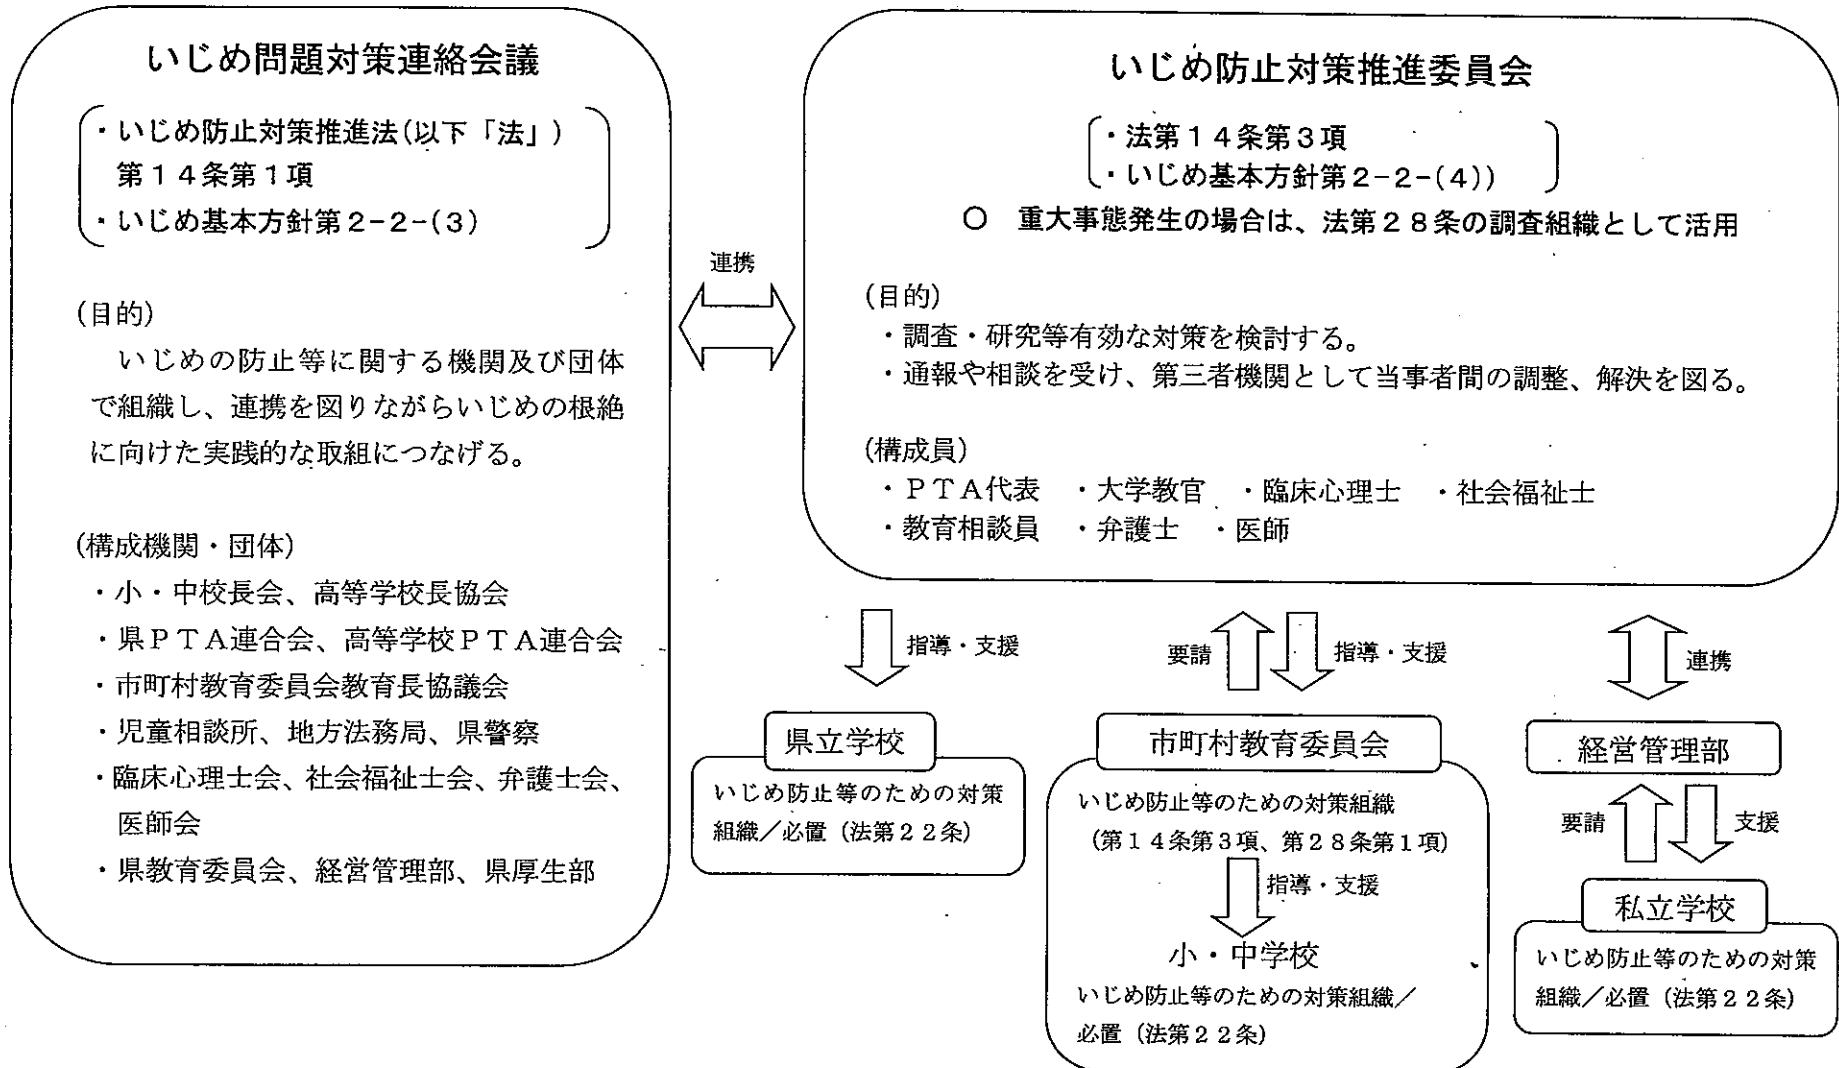 いじめ問題対策連絡会議
・いじめ防止対策推進法(以下「法」)
第14条第1項
・いじめ基本方針第2-2-(3)
(目的)
いじめの防止等に関する機関及び団体
で組織し、連携を図りながらいじめの根絶
に向けた実践的な取組につなげる。
(構成機関・団体)
・小・中校長会、高等学校長協会
・県PTA連合会、高等学校PTA連合会
・市町村教育委員会教育長協議会
・児童相談所、地方法務局、県警察
・臨床心理士会、社会福祉士会、弁護士会、
医師会
・県教育委員会、経営管理部、県厚生部
連携
いじめ防止対策推進委員会
・法第14条第3項
・いじめ基本方針第2-2-(4))
○ 重大事態発生の場合は、法第28条の調査組織として活用
(目的)
・調査・研究等有効な対策を検討する。
・通報や相談を受け、第三者機関として当事者間の調整、解決を図る。
(構成員)
・PTA代表 ・大学教官 ・臨床心理士 ・社会福祉士
・教育相談員 ・弁護士 ・医師
指導・支援
県立学校
いじめ防止等のための対策
組織/必置(法第22条)
要請
指導・支援
市町村教育委員会
いじめ防止等のための対策組織
(第14条第3項、第28条第1項)
指導・支援
小・中学校
いじめ防止等のための対策組織/
必置(法第22条)
連携
経営管理部
要請
支援
私立学校
いじめ防止等のための対策
組織/必置(法第22条)